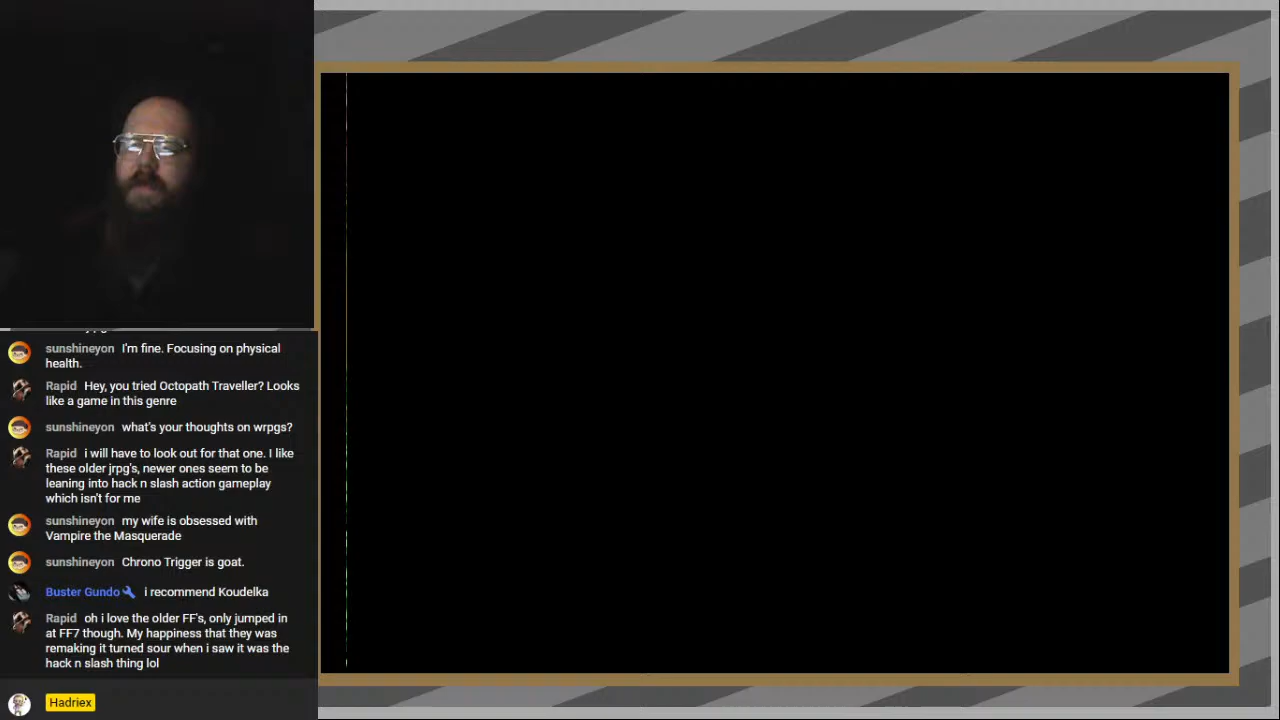 sunshineyon I'm fine. Focusing on physical
health.
Rapid Hey, you tried Octopath Traveller? Looks
like a game in this genre
sunshineyon what's your thoughts on wrpgs?
Rapid i will have to look out for that one. I like
these older jrpg's, newer ones seem to be
leaning into hack n slash action gameplay
which isn't for me
sunshineyon my wife is obsessed with
Vampire the Masquerade
sunshineyon Chrono Trigger is goat.
Buster Gundo i recommend Koudelka
Rapid oh i love the older FF's, only jumped in
at FF7 though. My happiness that they was
remaking it turned sour when i saw it was the
hack n slash thing lol
Hadriex